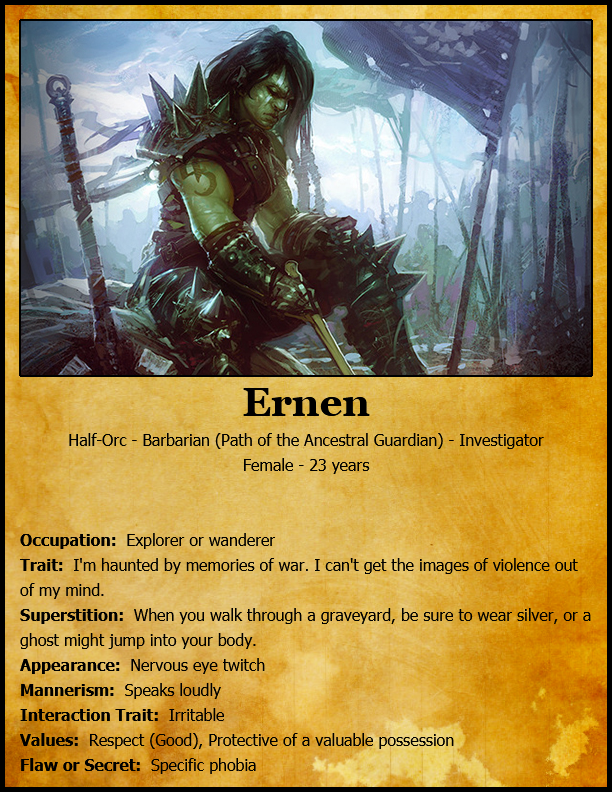 Ernen
Half-Orc - Barbarian (Path of the Ancestral Guardian) - Investigator
Female - 23 years
Occupation: Explorer or wanderer
Trait: I'm haunted by memories of war. I can't get the images of violence out
of my mind.
Superstition: When you walk through a graveyard, be sure to wear silver, or a
ghost might jump into your body.
Appearance: Nervous eye twitch
Mannerism: Speaks loudly
Interaction Trait: Irritable
Values: Respect (Good), Protective of a valuable possession
Flaw or Secret: Specific phobia